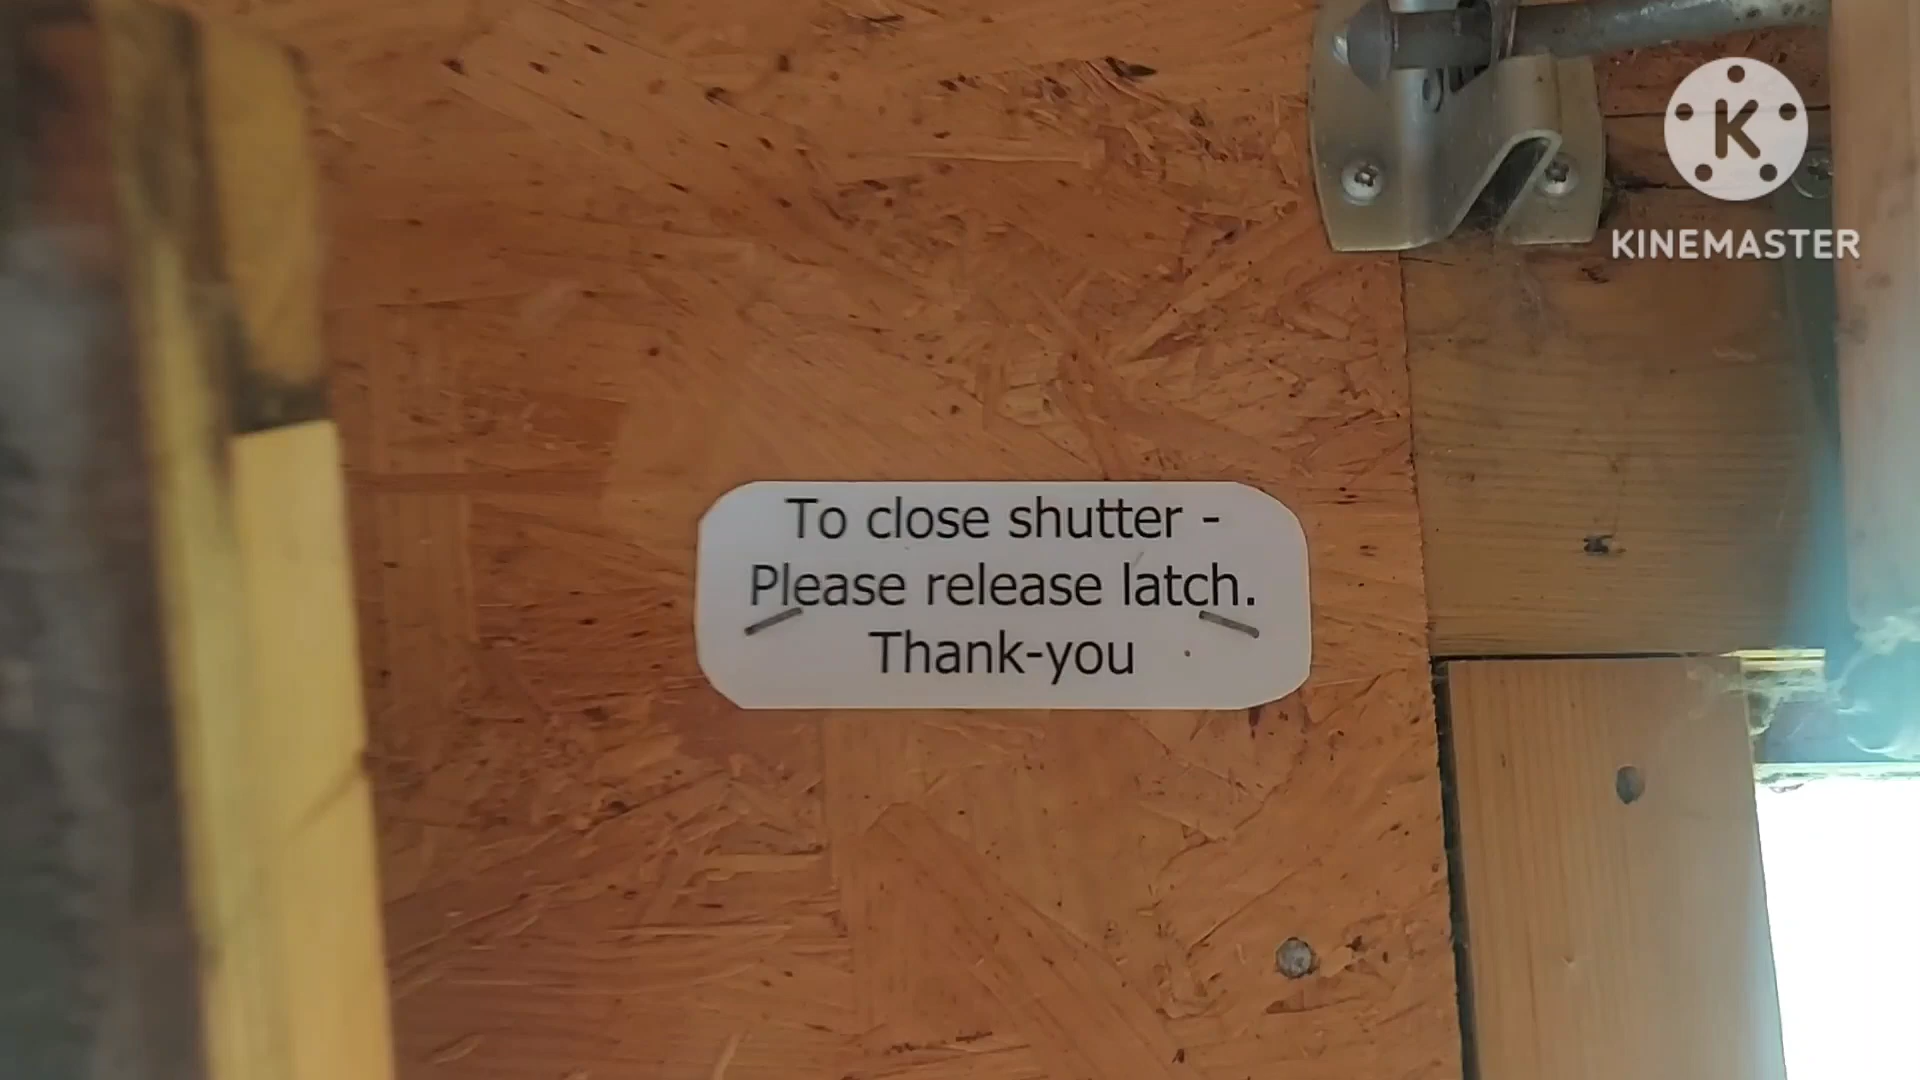 K
KINEMASTER
To close shutter -
Please release latch.
Thank-you